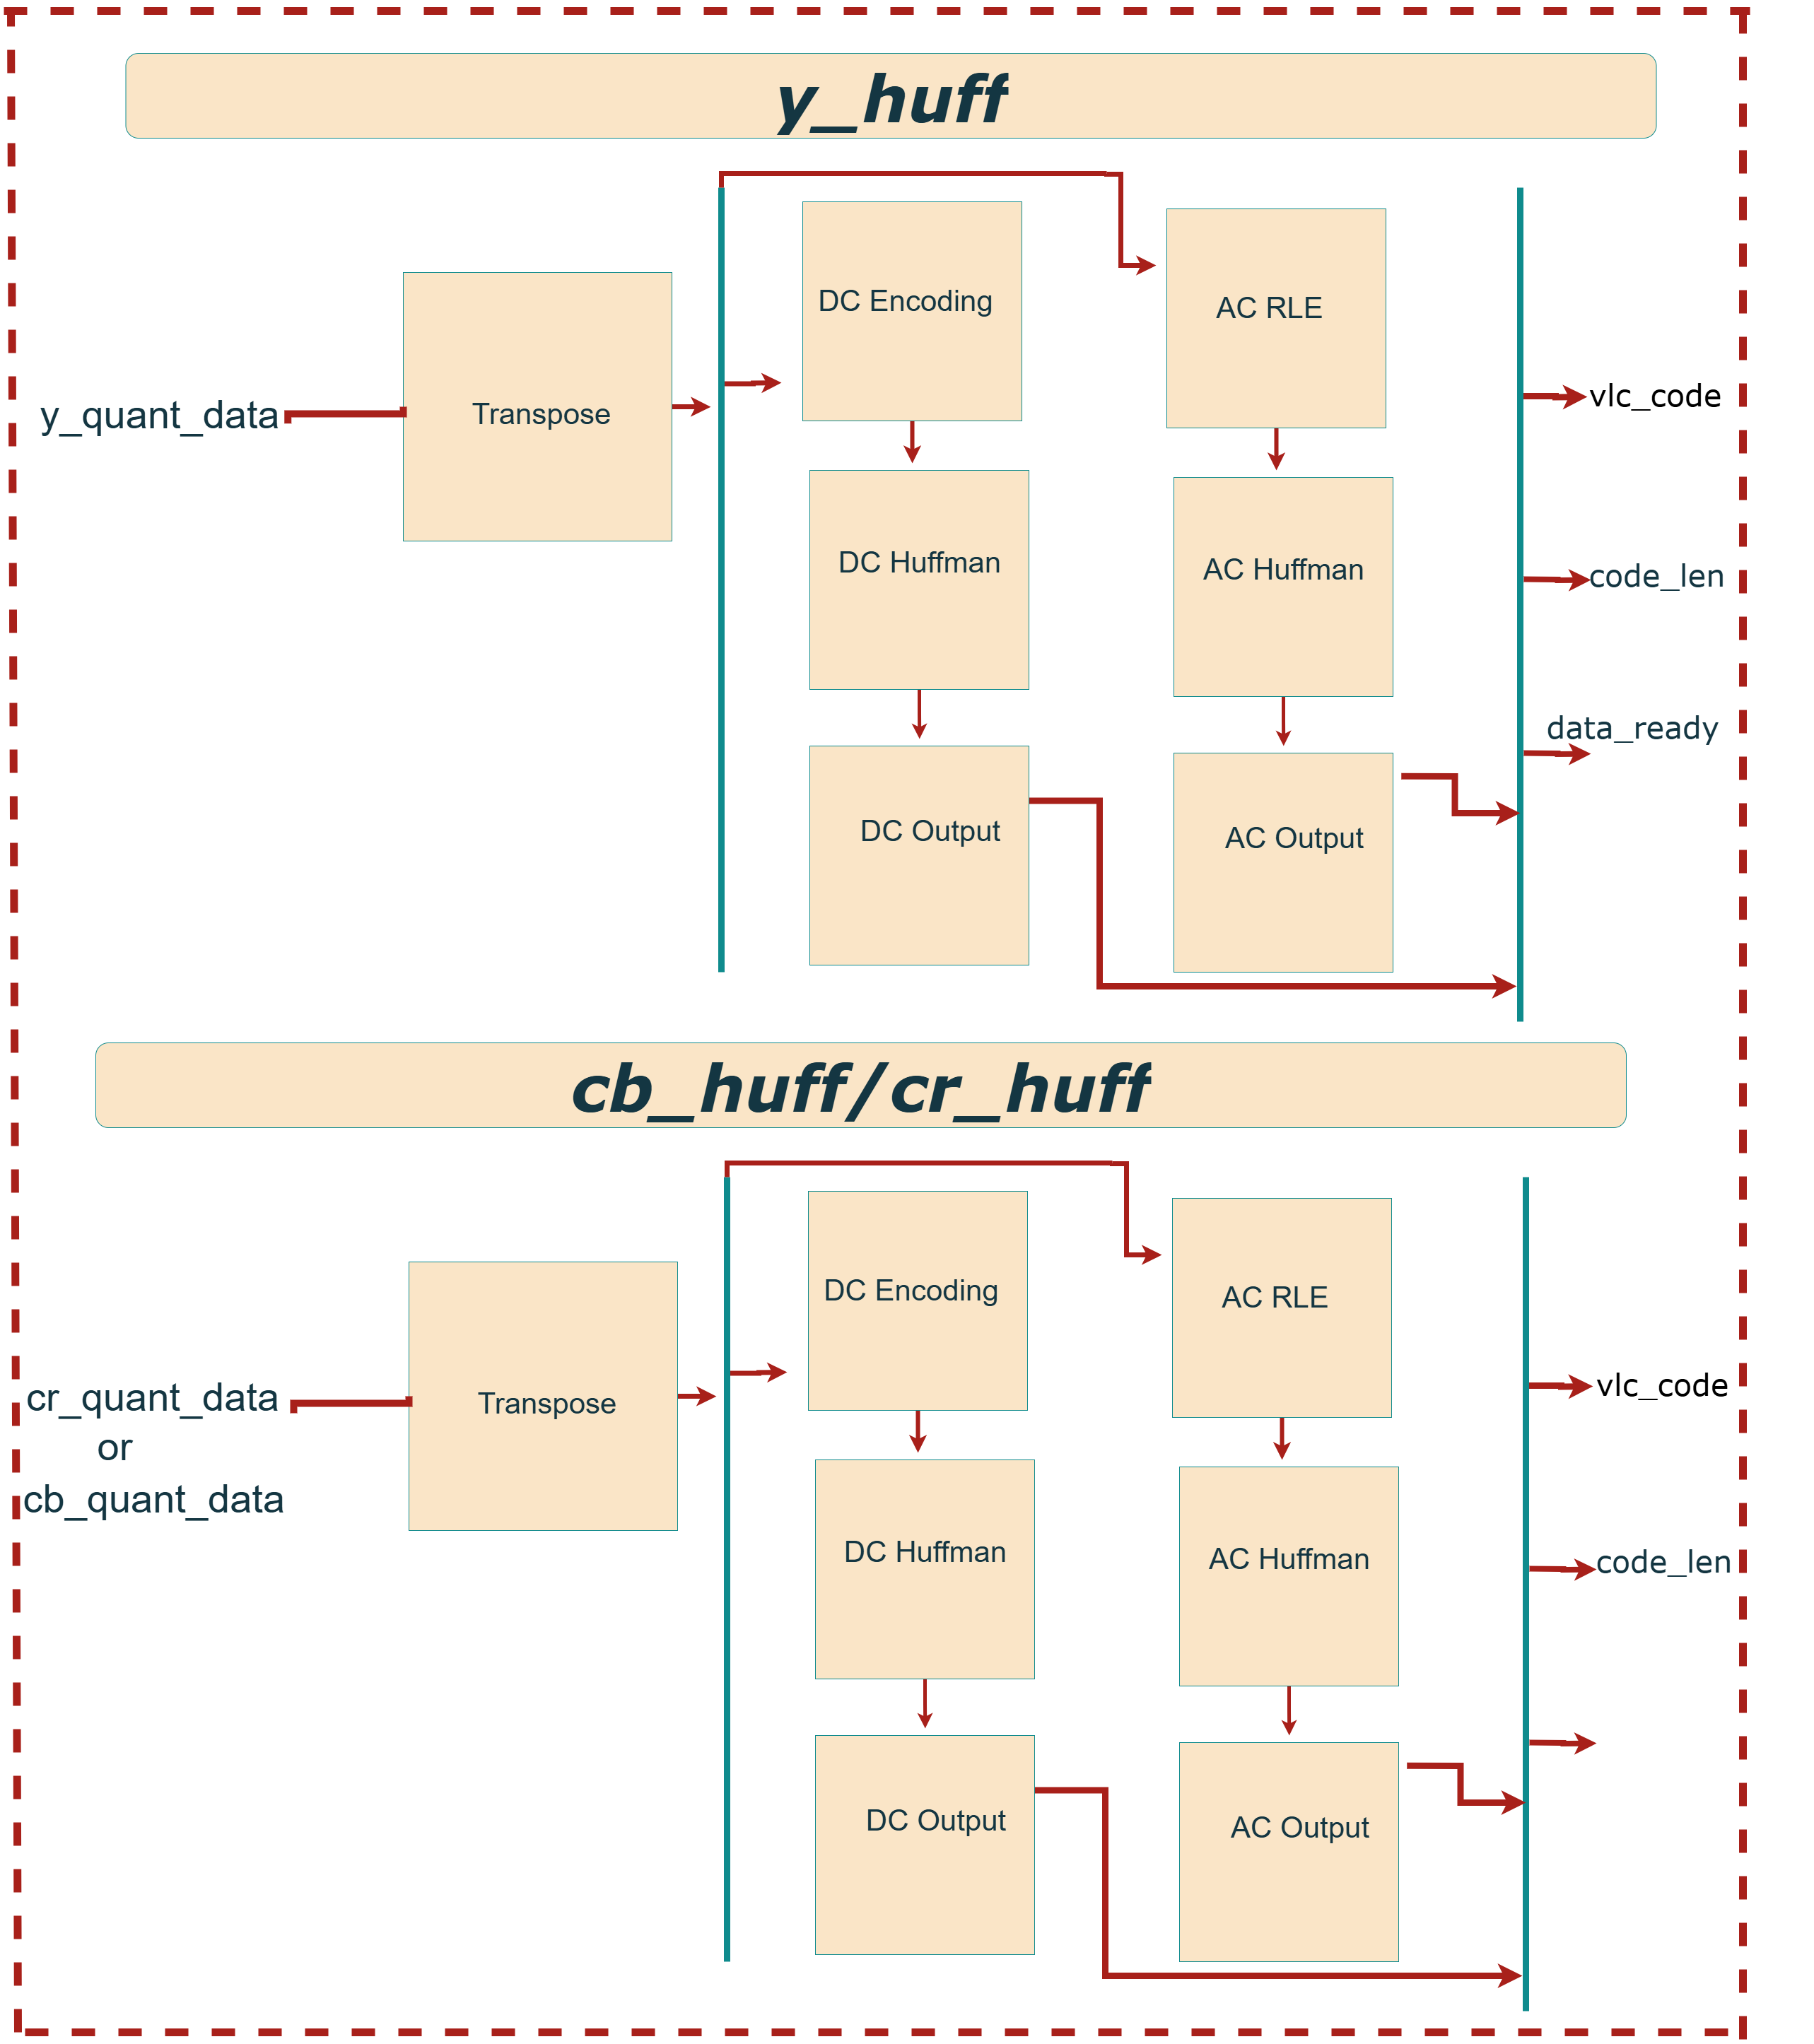 y_huff
DC Encoding
AC RLE
y_quant_data
Transpose
vlc_code
DC Huffman
AC Huffman
code_len
data_ready
DC Output
AC Output
cb_huff/cr_huff
DC Encoding
AC RLE
cr_quant_data
or
cb_quant_data
Transpose
vlc_code
DC Huffman
AC Huffman
code_len
DC Output
AC Output